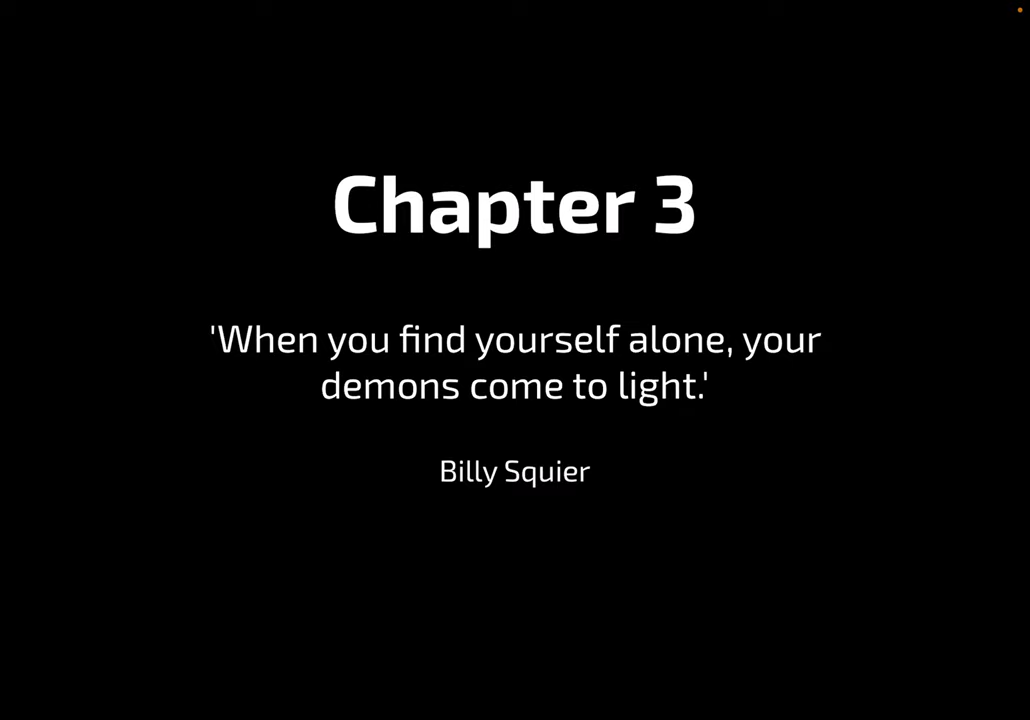 Chapter 3
'When you find yourself alone, your
demons come to light.'
Billy Squier